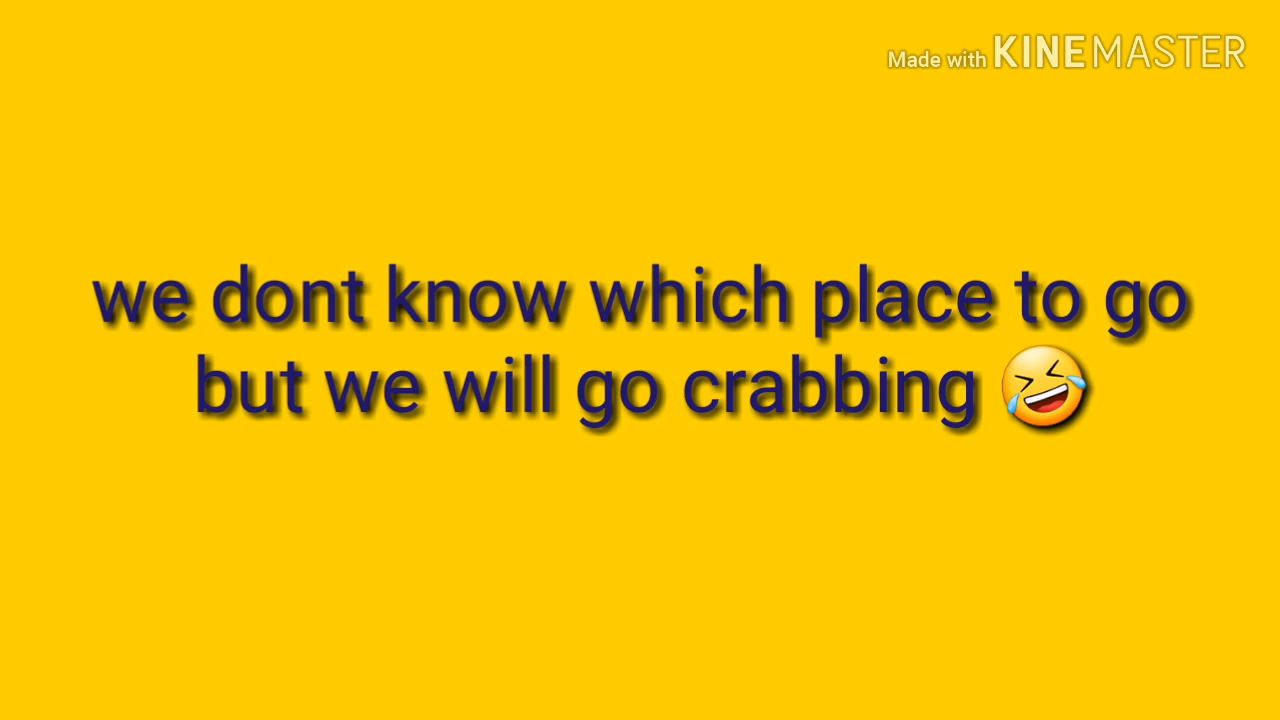 Made with KINEMASTER
we dont know which place to go
but we will go crabbing 🤣